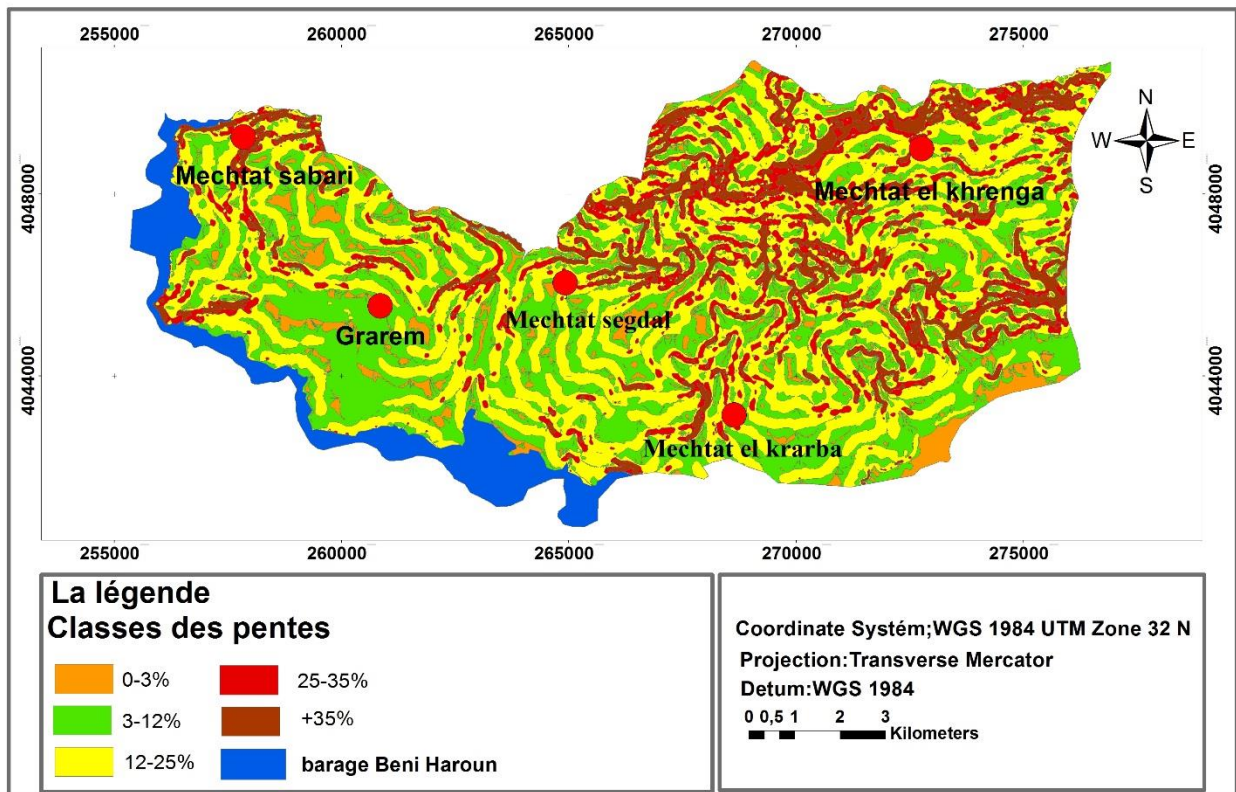 255000 260000 265000 270000 275000
N
W E
S
4048000
4048000
4044000
4044000
Mechtat sabari
Mechtat el khrenga
Grarem
Mechtat segdal
Mechtat el krarba
255000 260000 265000 270000 275000
La légende
Classes des pentes
0-3% 25-35%
3-12% +35%
12-25% barage Beni Haroun
Coordinate Systém;WGS 1984 UTM Zone 32 N
Projection:Transverse Mercator
Detum:WGS 1984
0 0,5 1 2 3
Kilometers